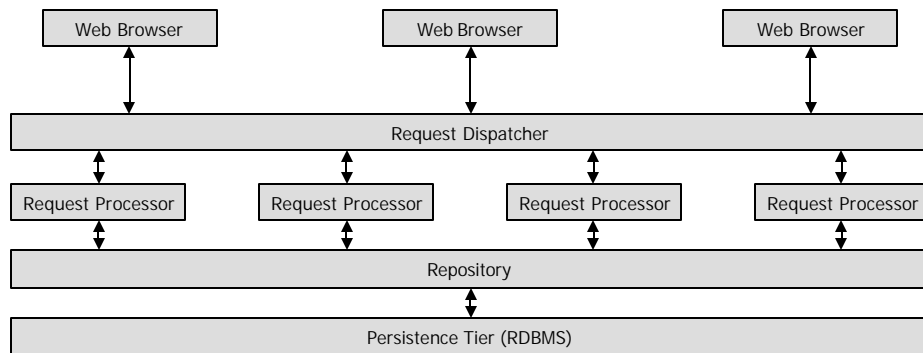 Web Browser
Web Browser
Web Browser
Request Dispatcher
Request Processor
Request Processor
Request Processor
Request Processor
Repository
Persistence Tier (RDBMS)